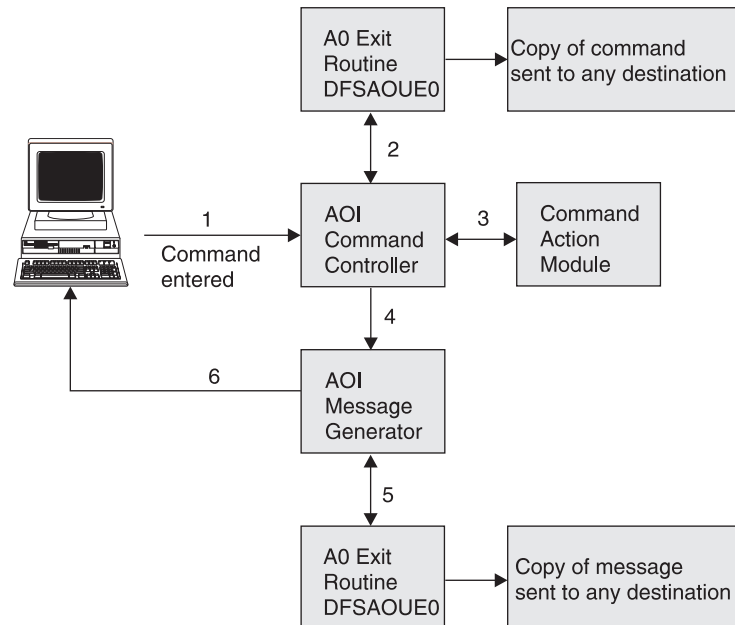 A0 Exit
Routine
DFSAOUE0
Copy of command
sent to any destination
2
1
Command
entered
AOI
Command
Controller
3
Command
Action
Module
4
6
AOI
Message
Generator
5
A0 Exit
Routine
DFSAOUE0
Copy of message
sent to any destination